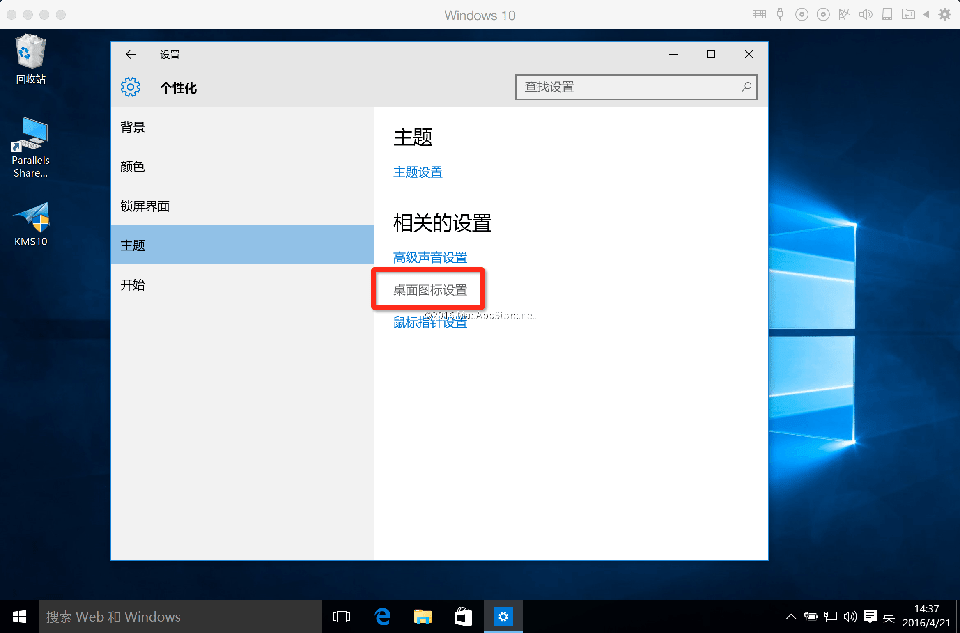 Windows 10
回收站
Parallels
Share...
KMS10
设置
个性化
查找设置
背景
颜色
锁屏界面
主题
开始
主题
主题设置
相关的设置
高级声音设置
桌面图标设置
鼠标指针设置
搜索 Web 和 Windows
英
14:37
2016/4/21